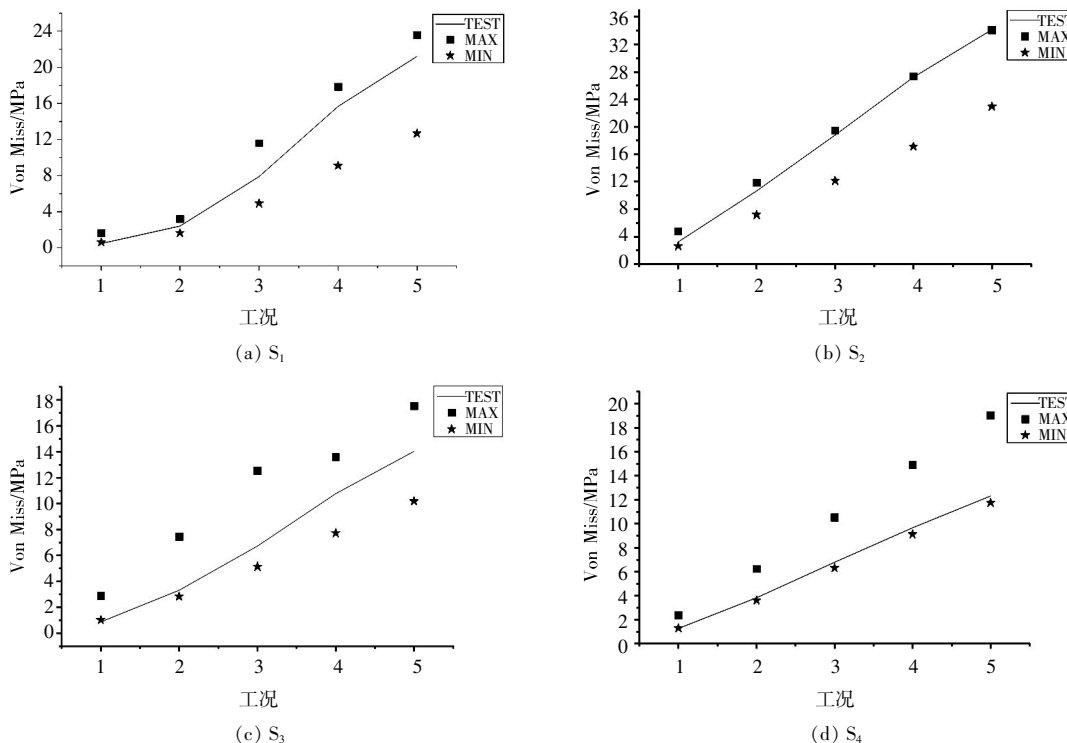 24
20
16
12
8
4
0
Von Miss/MPa
TEST
MAX
MIN
1 2 3 4 5
工况
(a) S₁
36
32
28
24
20
16
12
8
4
0
Von Miss/MPa
TEST
MAX
MIN
1 2 3 4 5
工况
(b) S₂
18
16
14
12
10
8
6
4
2
0
Von Miss/MPa
TEST
MAX
MIN
1 2 3 4 5
工况
(c) S₃
20
18
16
14
12
10
8
6
4
2
0
Von Miss/MPa
TEST
MAX
MIN
1 2 3 4 5
工况
(d) S₄